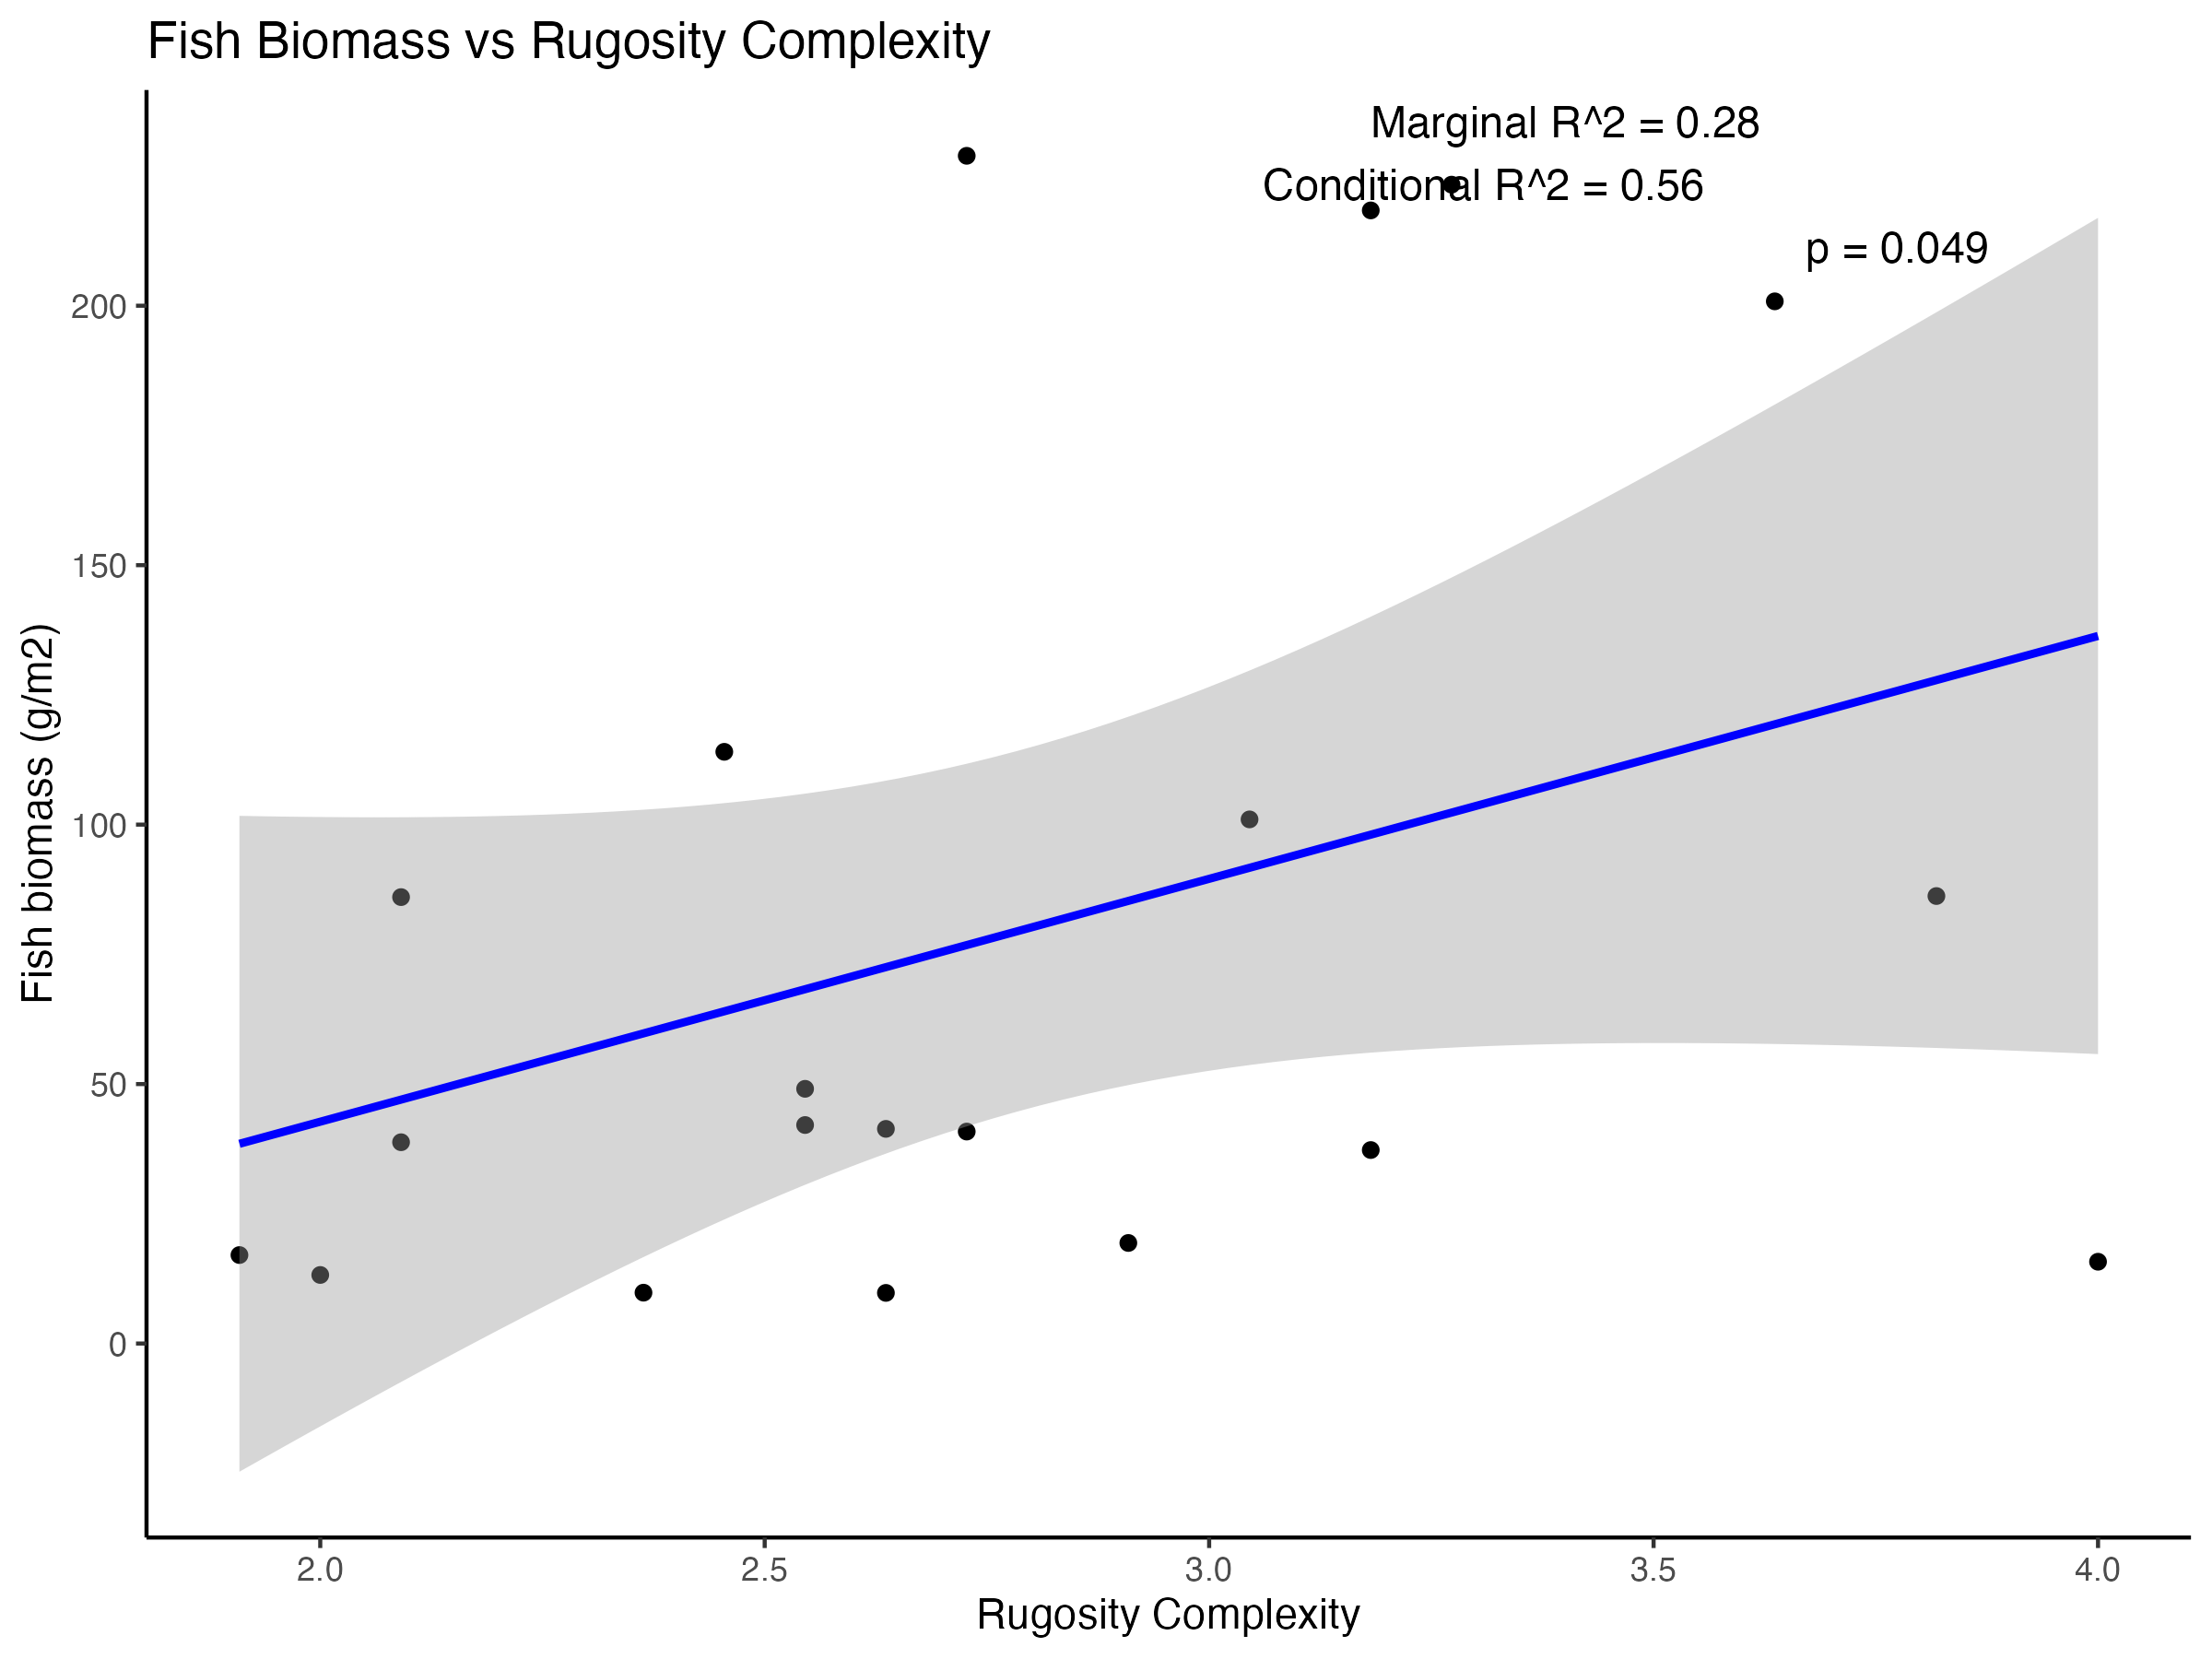 Fish Biomass vs Rugosity Complexity
Marginal R^2 = 0.28
Conditional R^2 = 0.56
p = 0.049
200
150
100
50
0
Fish biomass (g/m2)
2.0
2.5
3.0
3.5
4.0
Rugosity Complexity